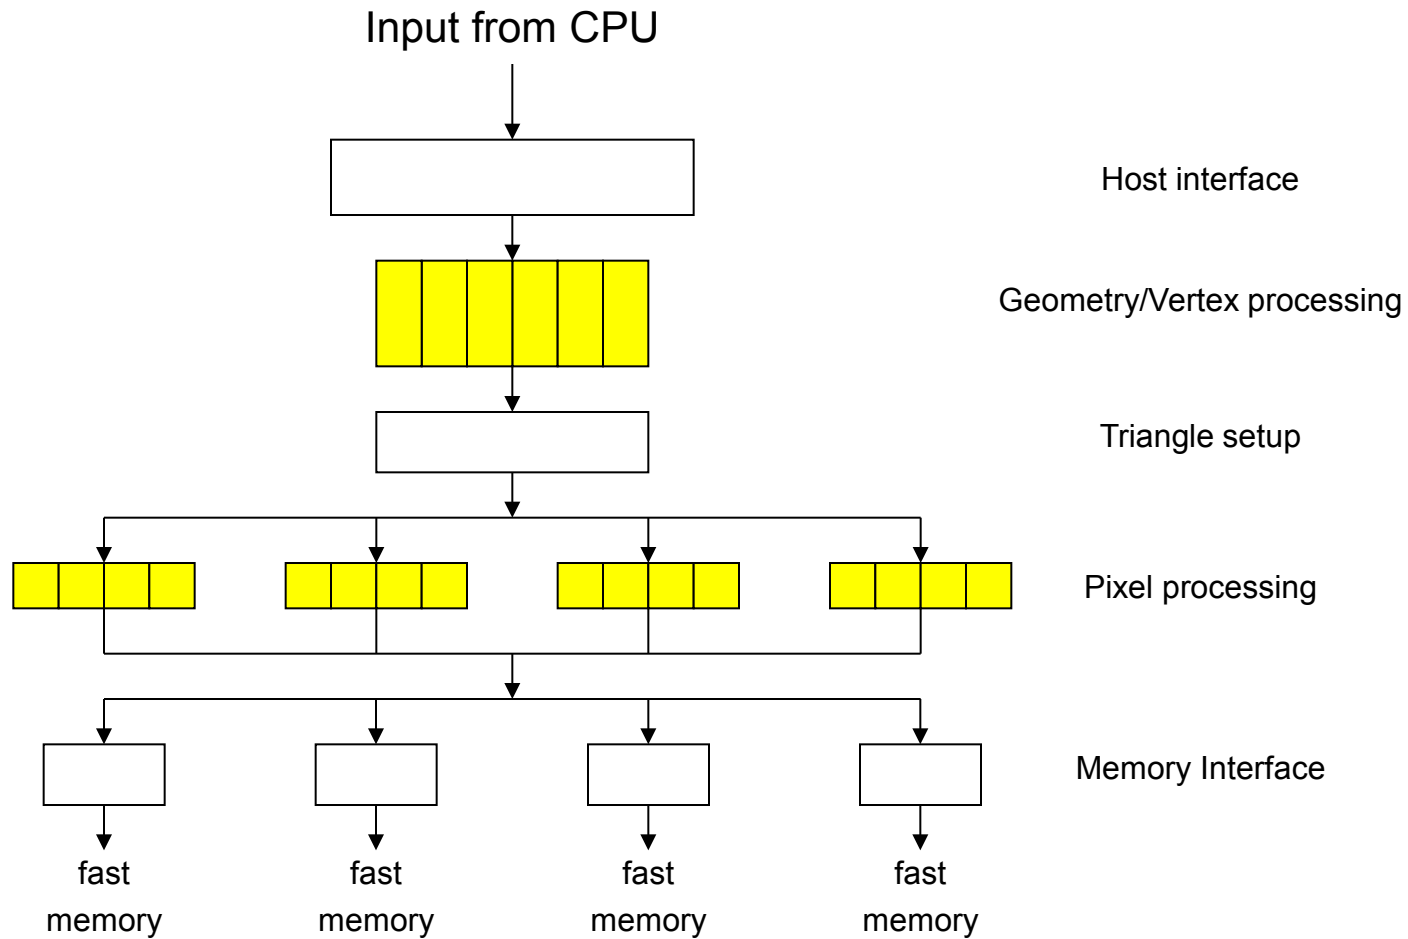 Input from CPU
Host interface
Geometry/Vertex processing
Triangle setup
Pixel processing
Memory Interface
fast
memory
fast
memory
fast
memory
fast
memory